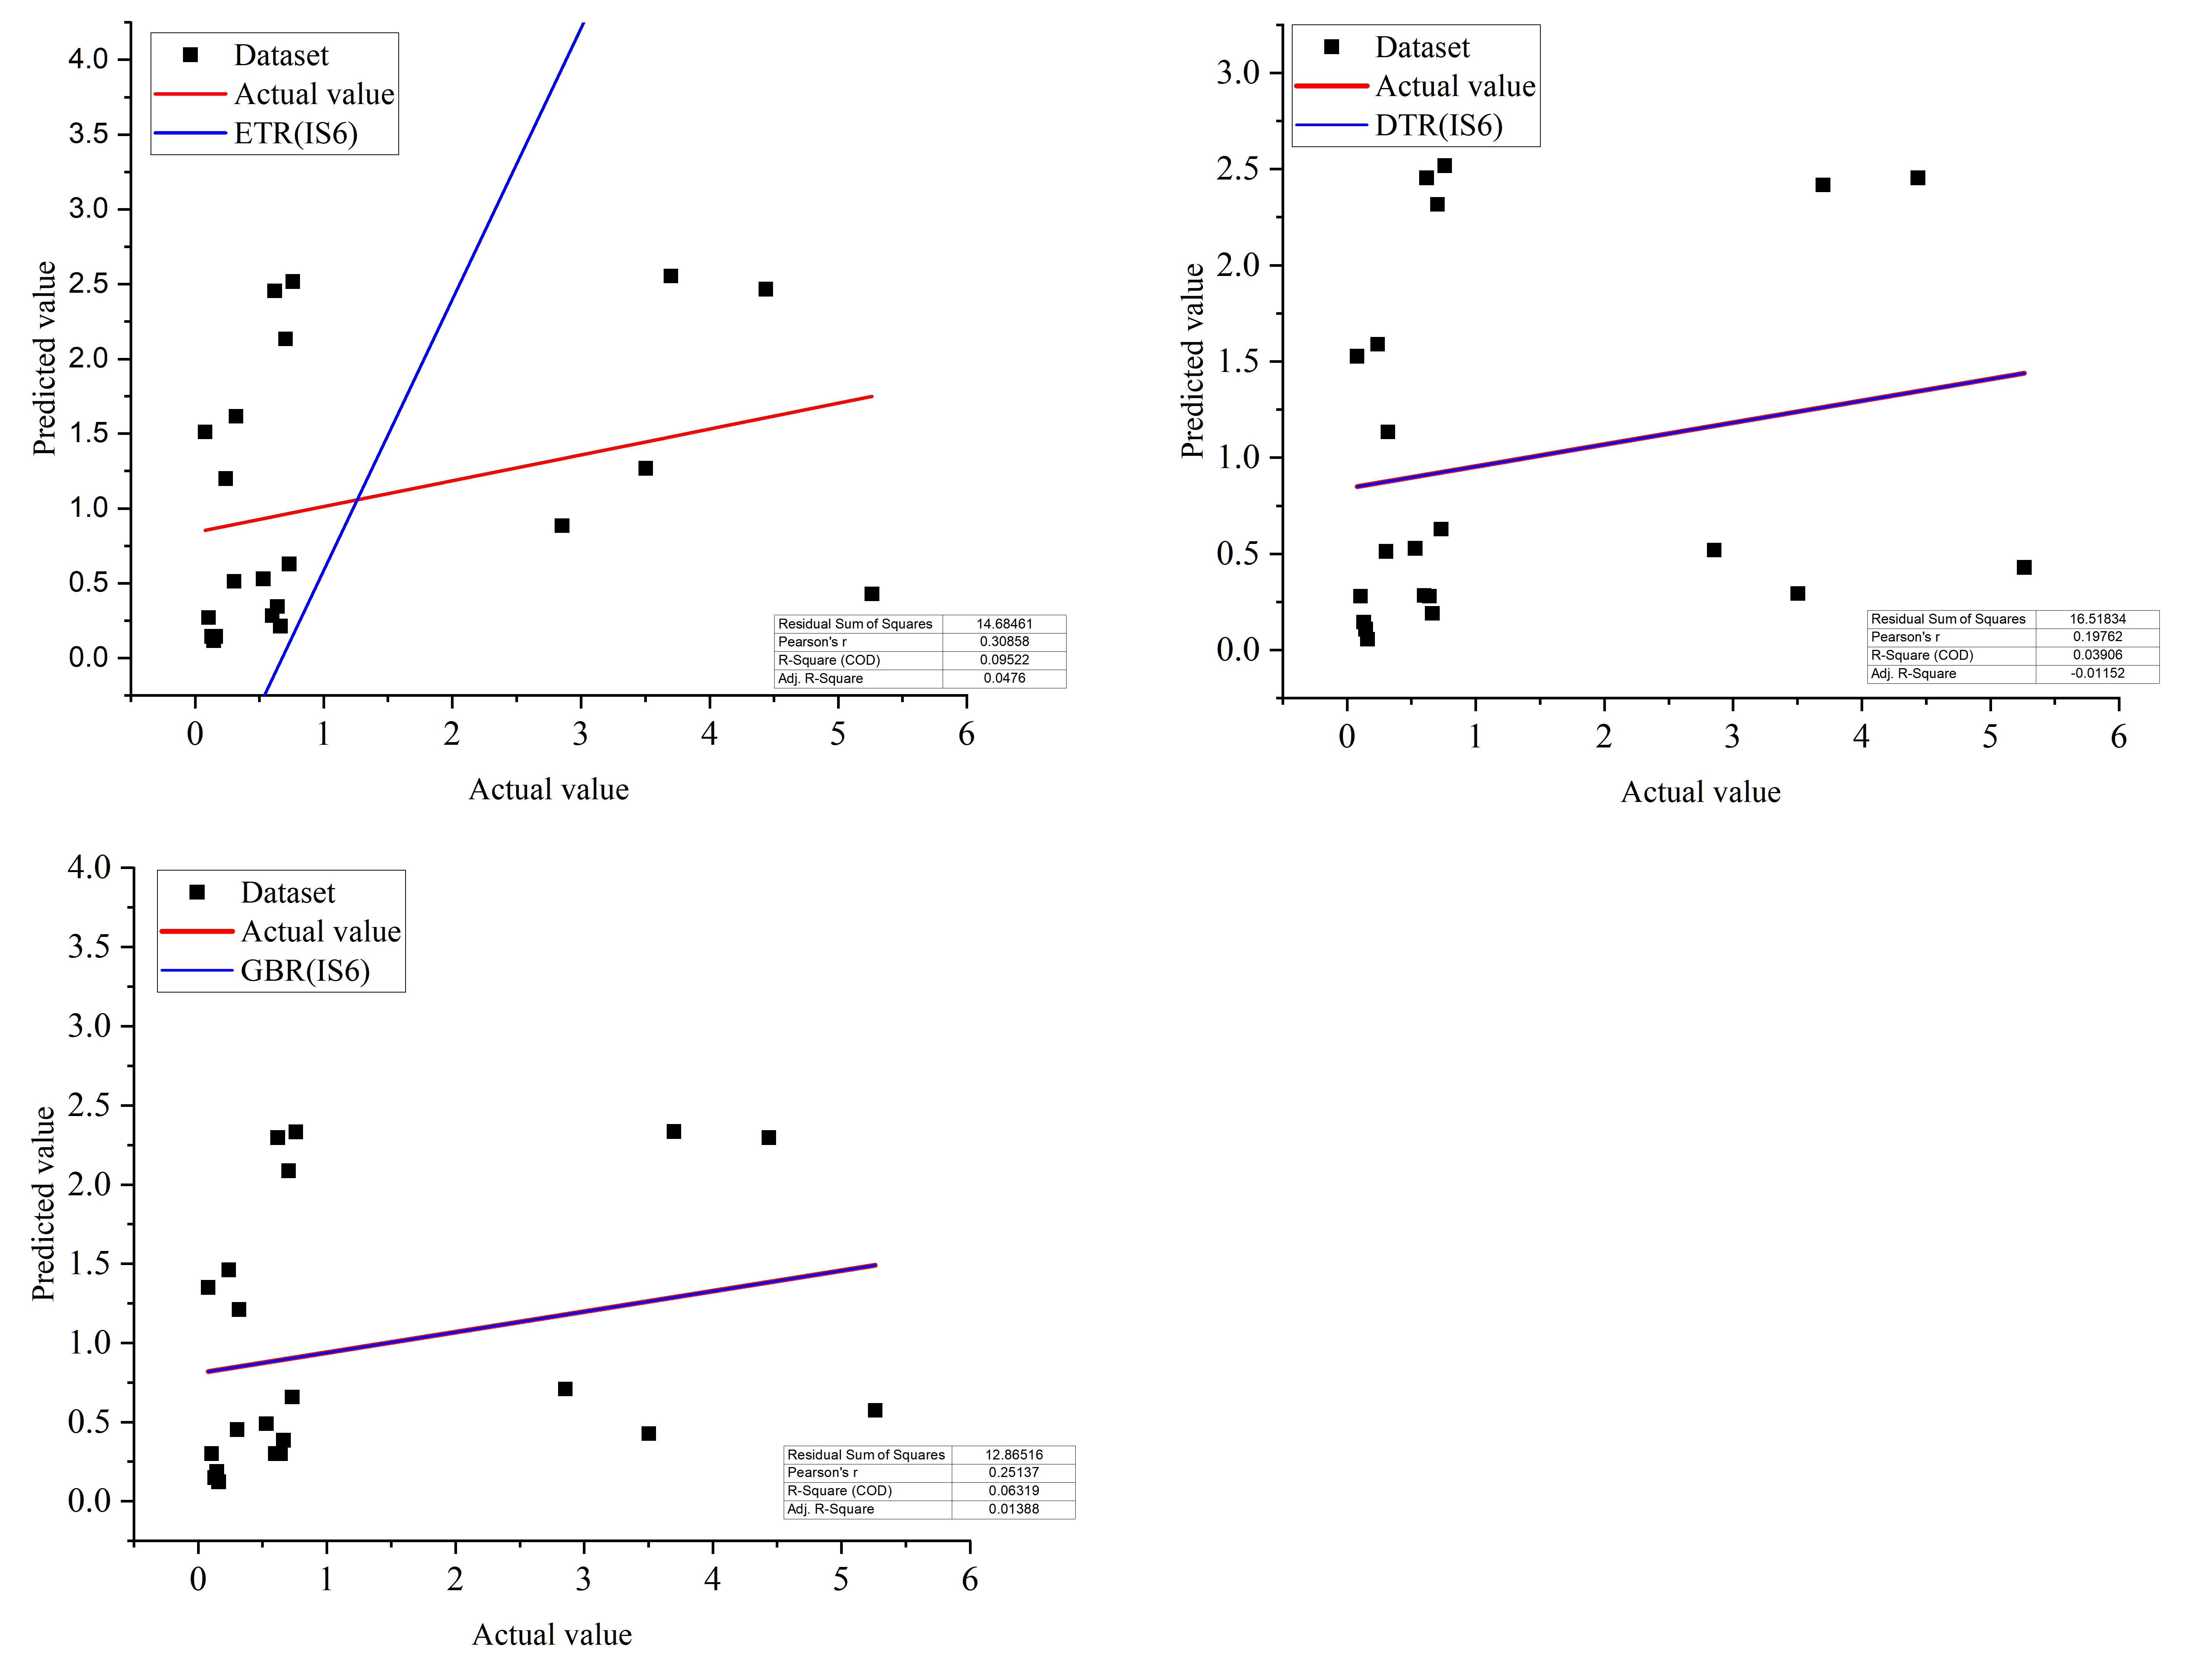 Dataset
Actual value
ETR(IS6)
4.0
3.5
3.0
2.5
2.0
1.5
1.0
0.5
0.0
Predicted value
Residual Sum of Squares 14.68461
Pearson's r 0.30858
R-Square (COD) 0.09522
Adj. R-Square 0.0476
0 1 2 3 4 5 6
Actual value
Dataset
Actual value
DTR(IS6)
3.0
2.5
2.0
1.5
1.0
0.5
0.0
Predicted value
Residual Sum of Squares 16.51834
Pearson's r 0.19762
R-Square (COD) 0.03906
Adj. R-Square -0.01152
0 1 2 3 4 5 6
Actual value
Dataset
Actual value
GBR(IS6)
4.0
3.5
3.0
2.5
2.0
1.5
1.0
0.5
0.0
Predicted value
Residual Sum of Squares 12.86516
Pearson's r 0.25137
R-Square (COD) 0.06319
Adj. R-Square 0.01388
0 1 2 3 4 5 6
Actual value